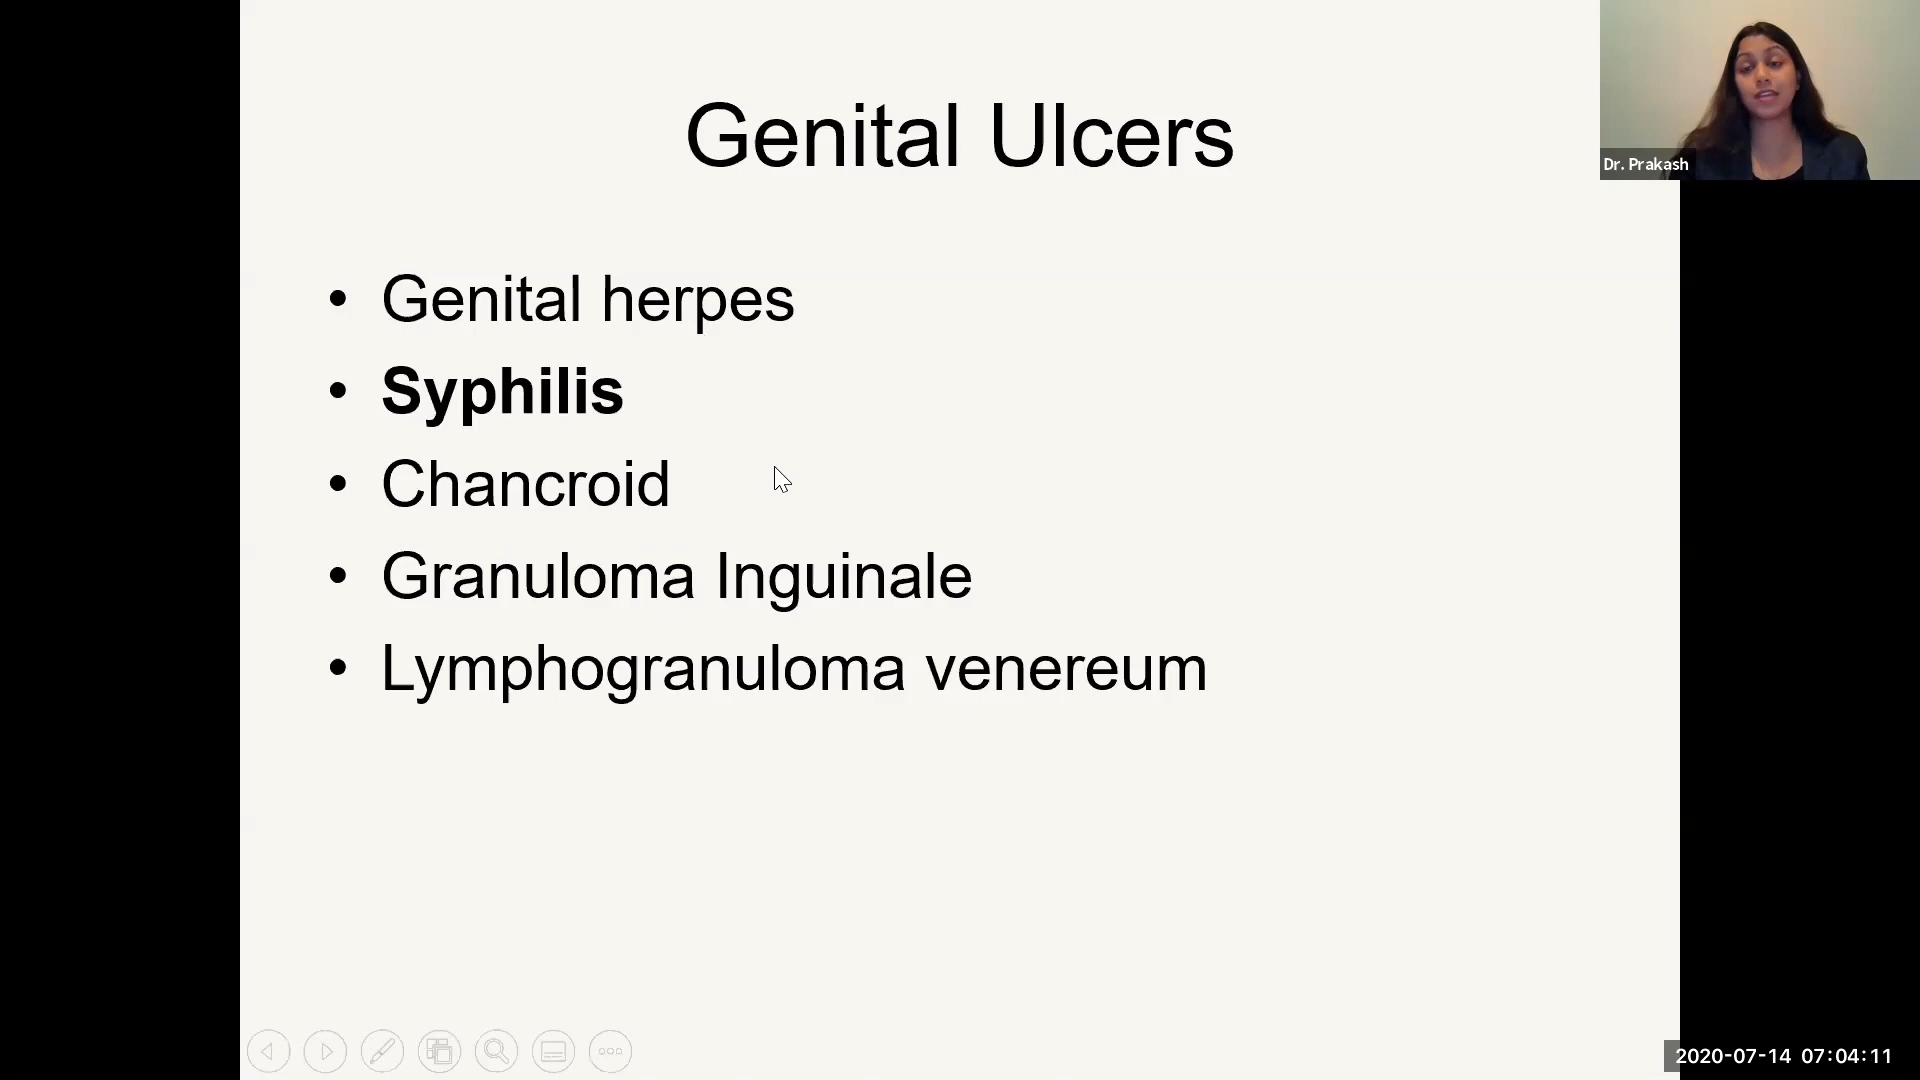 Genital Ulcers
Dr. Prakash
• Genital herpes
• Syphilis
• Chancroid
• Granuloma Inguinale
• Lymphogranuloma venereum
2020-07-14 07:04:11